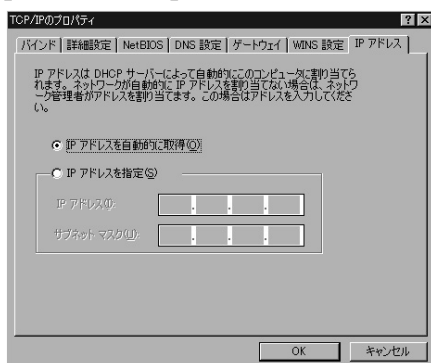 TCP/IPのプロパティ
バインド 詳細設定 NetBIOS DNS 設定 ゲートウェイ WINS 設定 IP アドレス
IP アドレスは DHCP サーバーによって自動的にこのコンピュータに割り当てら
れます。ネットワークが自動的に IP アドレスを割り当てない場合は、ネットワ
ーク管理者がアドレスを割り当てます。この場合はアドレスを入力してくださ
い。
IP アドレスを自動的に取得(O)
IP アドレスを指定(S)
IP アドレス(I):
サブネット マスク(U):
OK キャンセル